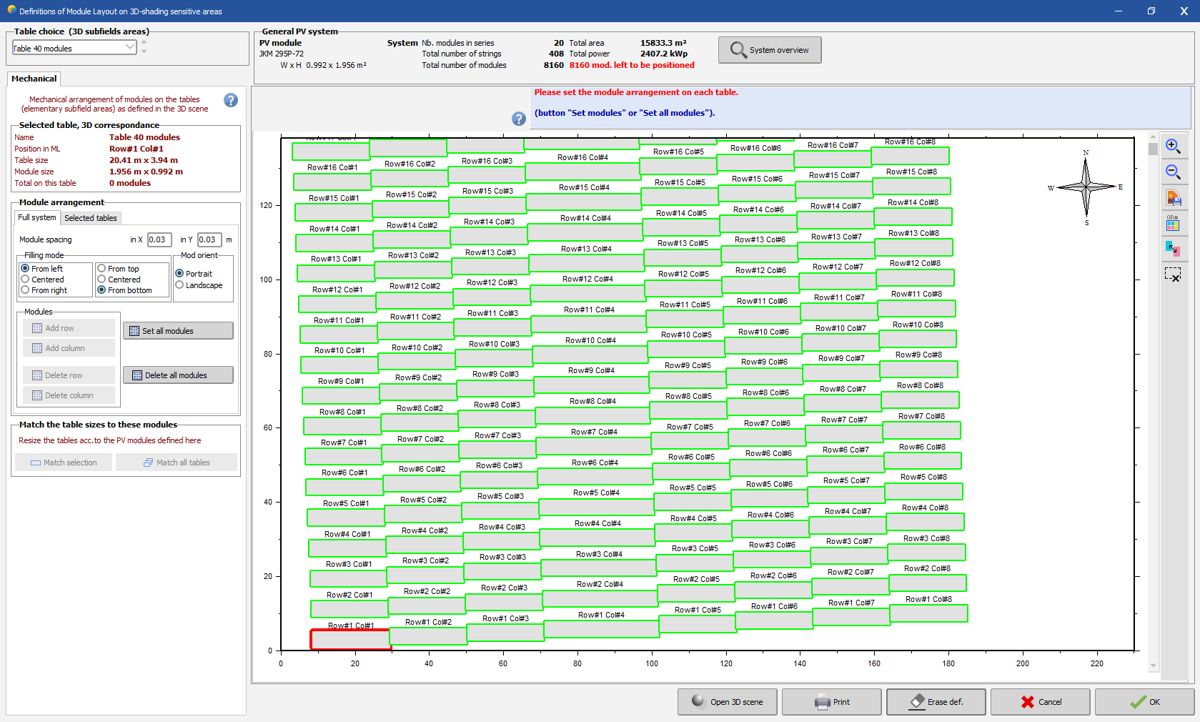 Definitions of Module Layout on 3D-shading sensitive areas
Table choice (3D subfields areas)
Table 40 modules
General PV system
PV module
JKM 295P-72
W x H 0.992 x 1.956 m²
System Nb. modules in series 20
Total number of strings 408
Total number of modules 8160
Total area 15833.3 m²
Total power 2407.2 kWp
8160 mod. left to be positioned
System overview
Mechanical
Mechanical arrangement of modules on the tables
(elementary subfield areas) as defined in the 3D scene
Selected table, 3D correspondance
Name Table 40 modules
Position in ML Row#1 Col#1
Table size 20.41 m x 3.94 m
Module size 1.956 m x 0.992 m
Total on this table 0 modules
Module arrangement
Full system Selected tables
Module spacing in X 0.03 in Y 0.03 m
Filling mode
From left
Centered
From right
From top
Centered
From bottom
Mod orient
Portrait
Landscape
Modules
Add row
Add column
Delete row
Delete column
Set all modules
Delete all modules
Match the table sizes to these modules
Resize the tables acc.to the PV modules defined here
Match selection Match all tables
Please set the module arrangement on each table.
(button "Set modules" or "Set all modules").
Row#16 Col#1 Row#16 Col#2 Row#16 Col#3 Row#16 Col#4 Row#16 Col#5 Row#16 Col#6 Row#16 Col#7 Row#16 Col#8
Row#15 Col#1 Row#15 Col#2 Row#15 Col#3 Row#15 Col#4 Row#15 Col#5 Row#15 Col#6 Row#15 Col#7 Row#15 Col#8
Row#14 Col#1 Row#14 Col#2 Row#14 Col#3 Row#14 Col#4 Row#14 Col#5 Row#14 Col#6 Row#14 Col#7 Row#14 Col#8
Row#13 Col#1 Row#13 Col#2 Row#13 Col#3 Row#13 Col#4 Row#13 Col#5 Row#13 Col#6 Row#13 Col#7 Row#13 Col#8
Row#12 Col#1 Row#12 Col#2 Row#12 Col#3 Row#12 Col#4 Row#12 Col#5 Row#12 Col#6 Row#12 Col#7 Row#12 Col#8
Row#11 Col#1 Row#11 Col#2 Row#11 Col#3 Row#11 Col#4 Row#11 Col#5 Row#11 Col#6 Row#11 Col#7 Row#11 Col#8
Row#10 Col#1 Row#10 Col#2 Row#10 Col#3 Row#10 Col#4 Row#10 Col#5 Row#10 Col#6 Row#10 Col#7 Row#10 Col#8
Row#9 Col#1 Row#9 Col#2 Row#9 Col#3 Row#9 Col#4 Row#9 Col#5 Row#9 Col#6 Row#9 Col#7 Row#9 Col#8
Row#8 Col#1 Row#8 Col#2 Row#8 Col#3 Row#8 Col#4 Row#8 Col#5 Row#8 Col#6 Row#8 Col#7 Row#8 Col#8
Row#7 Col#1 Row#7 Col#2 Row#7 Col#3 Row#7 Col#4 Row#7 Col#5 Row#7 Col#6 Row#7 Col#7 Row#7 Col#8
Row#6 Col#1 Row#6 Col#2 Row#6 Col#3 Row#6 Col#4 Row#6 Col#5 Row#6 Col#6 Row#6 Col#7 Row#6 Col#8
Row#5 Col#1 Row#5 Col#2 Row#5 Col#3 Row#5 Col#4 Row#5 Col#5 Row#5 Col#6 Row#5 Col#7 Row#5 Col#8
Row#4 Col#1 Row#4 Col#2 Row#4 Col#3 Row#4 Col#4 Row#4 Col#5 Row#4 Col#6 Row#4 Col#7 Row#4 Col#8
Row#3 Col#1 Row#3 Col#2 Row#3 Col#3 Row#3 Col#4 Row#3 Col#5 Row#3 Col#6 Row#3 Col#7 Row#3 Col#8
Row#2 Col#1 Row#2 Col#2 Row#2 Col#3 Row#2 Col#4 Row#2 Col#5 Row#2 Col#6 Row#2 Col#7 Row#2 Col#8
Row#1 Col#1 Row#1 Col#2 Row#1 Col#3 Row#1 Col#4 Row#1 Col#5 Row#1 Col#6 Row#1 Col#7 Row#1 Col#8
120
100
80
60
40
20
0
0 20 40 60 80 100 120 140 160 180 200 220
N
W E
S
Open 3D scene Print Erase def. Cancel OK